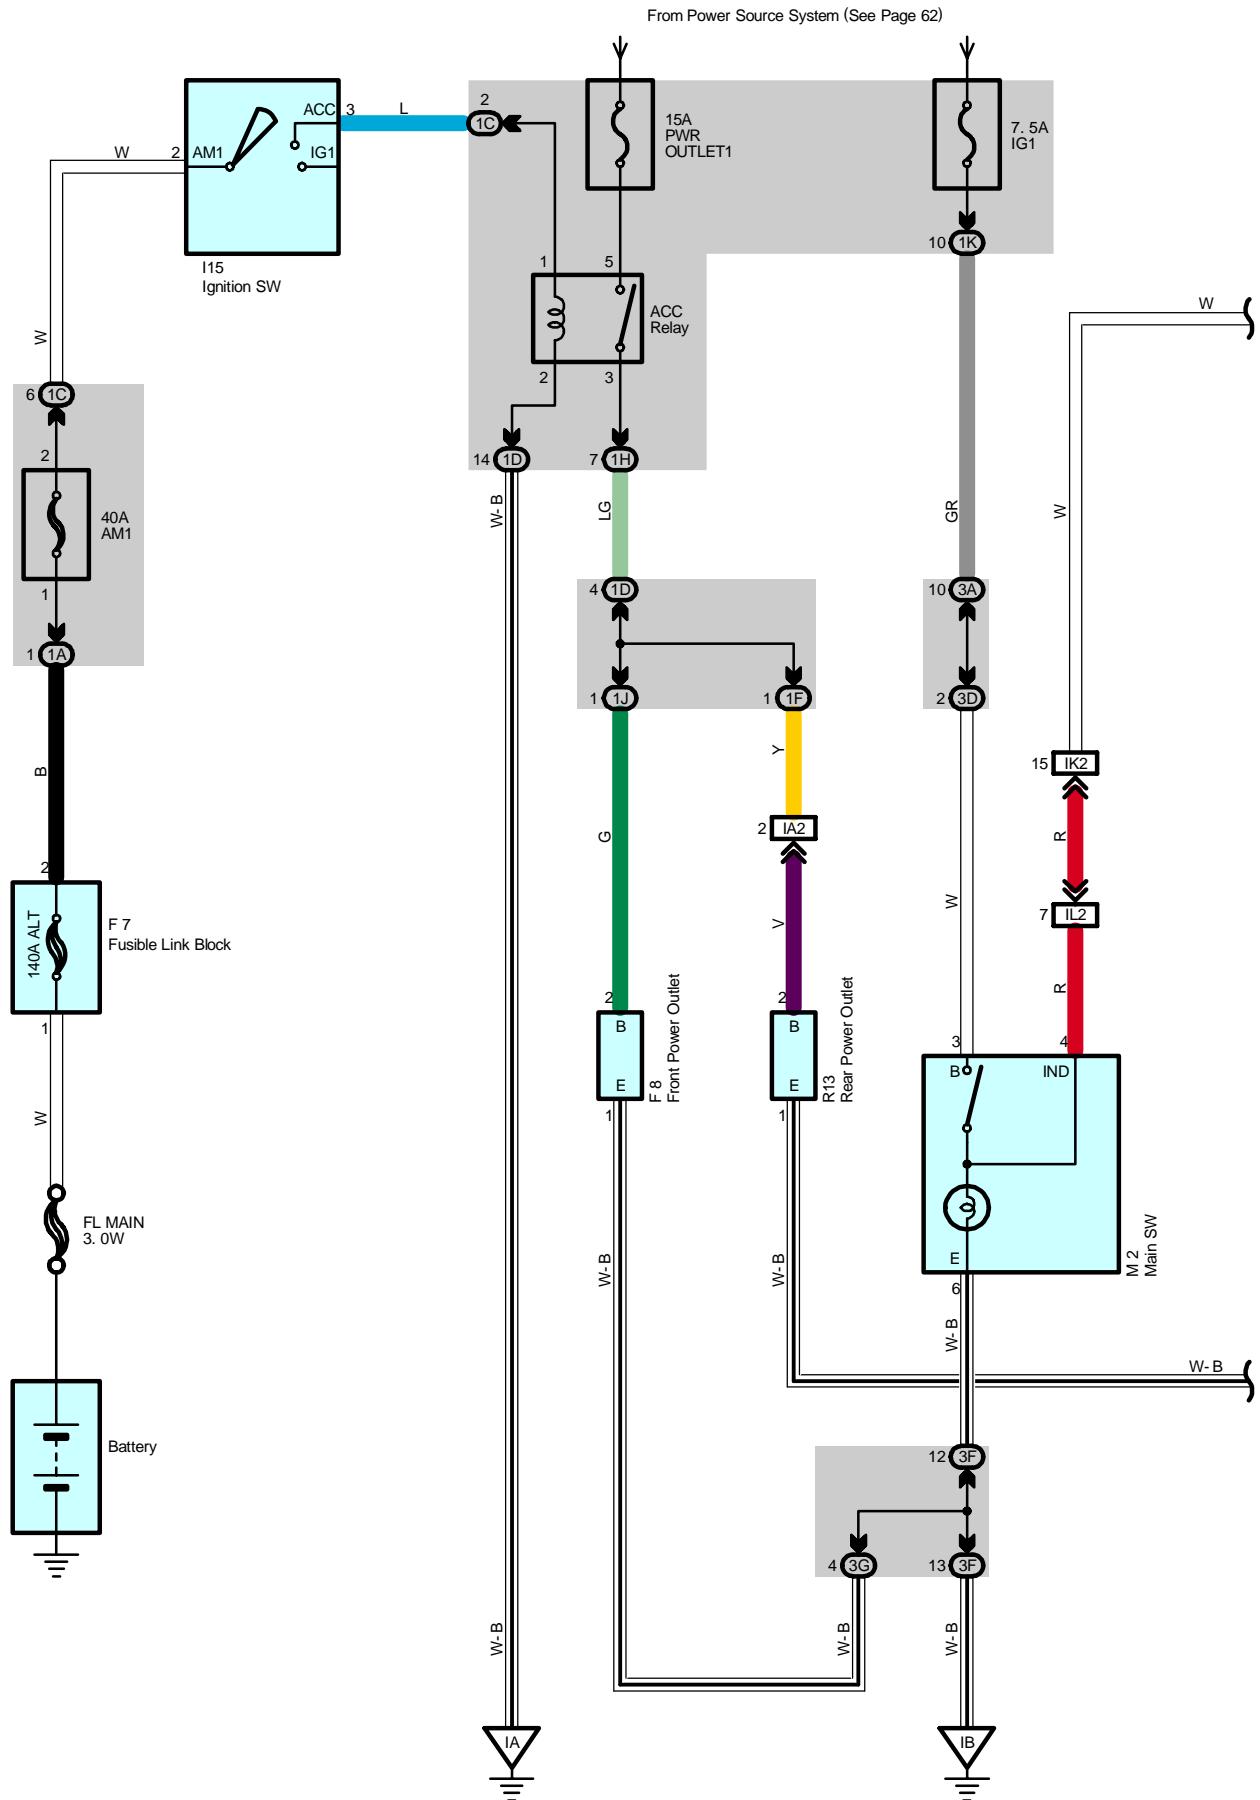 From Power Source System (See Page 62)
ACC
3
L
2
1C
15A
PWR
OUTLET1
7. 5A
IG1
W
2
AM1
IG1
10
1K
I15
Ignition SW
1
5
ACC
Relay
W
W
2
3
6
1C
14
1D
7
1H
2
40A
AM1
W-B
LG
GR
W
1
4
1D
10
3A
1
1A
1
1J
1
1F
2
3D
B
Y
15
IK2
G
2
IA2
R
2
V
W
7
IL2
140A ALT
F 7
Fusible Link Block
R
1
2
B
E
1
F 8
Front Power Outlet
2
B
E
1
R13
Rear Power Outlet
3
4
B
IND
W
FL MAIN
3. 0W
W-B
W-B
E
M 2
Main SW
6
W-B
W-B
Battery
12
3F
4
3G
13
3F
W-B
W-B
W-B
IA
IB